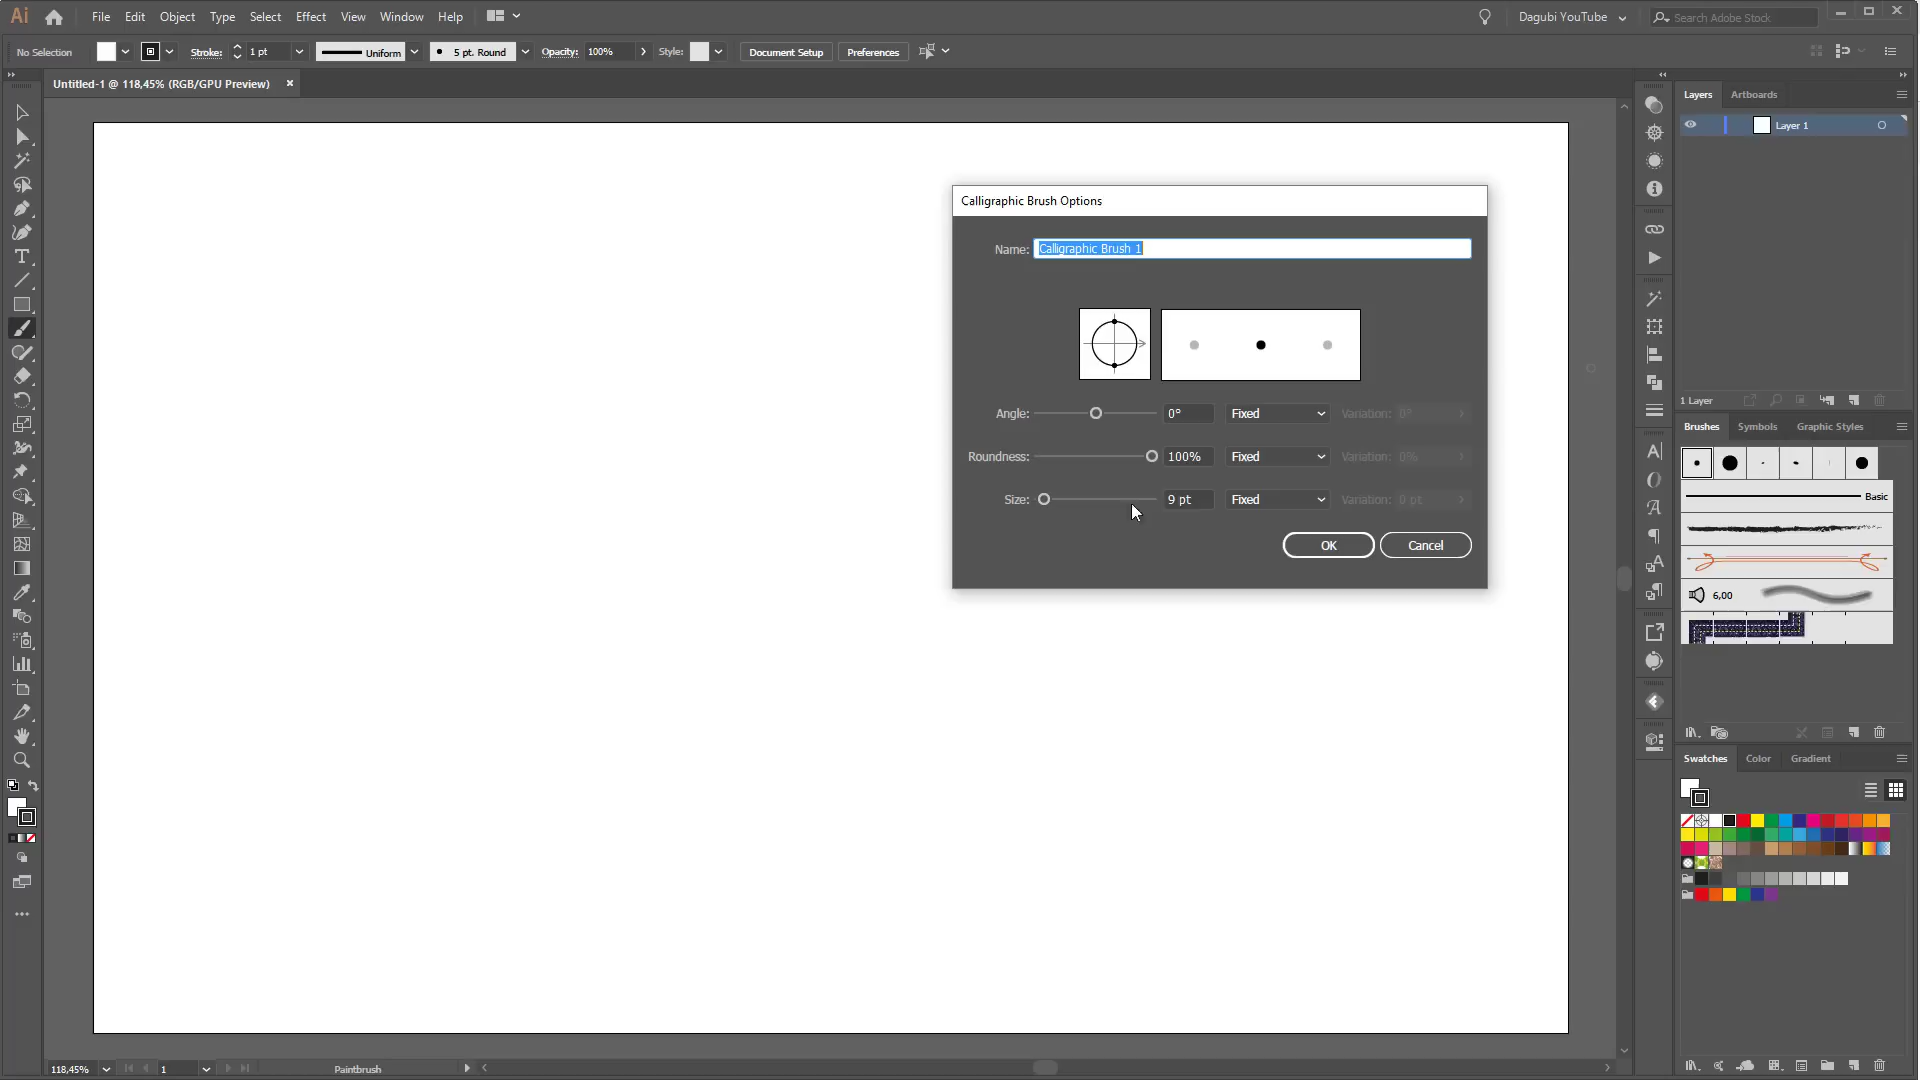 Ai File Edit Object Type Select Effect View Window Help Dagubi YouTube Search Adobe Stock
No Selection Stroke: 1 pt Uniform 5 pt. Round Opacity: 100% Style: Document Setup Preferences
Untitled-1 @ 118,45% (RGB/GPU Preview)
Layers Artboards
Layer 1
Calligraphic Brush Options
Name: Calligraphic Brush 1
Angle: 0° Fixed Variation: 0°
Roundness: 100% Fixed Variation: 0%
Size: 9 pt Fixed Variation: 0 pt
OK Cancel
1 Layer
Brushes Symbols Graphic Styles
Basic
6,00
Swatches Color Gradient
118,45% 1 Paintbrush